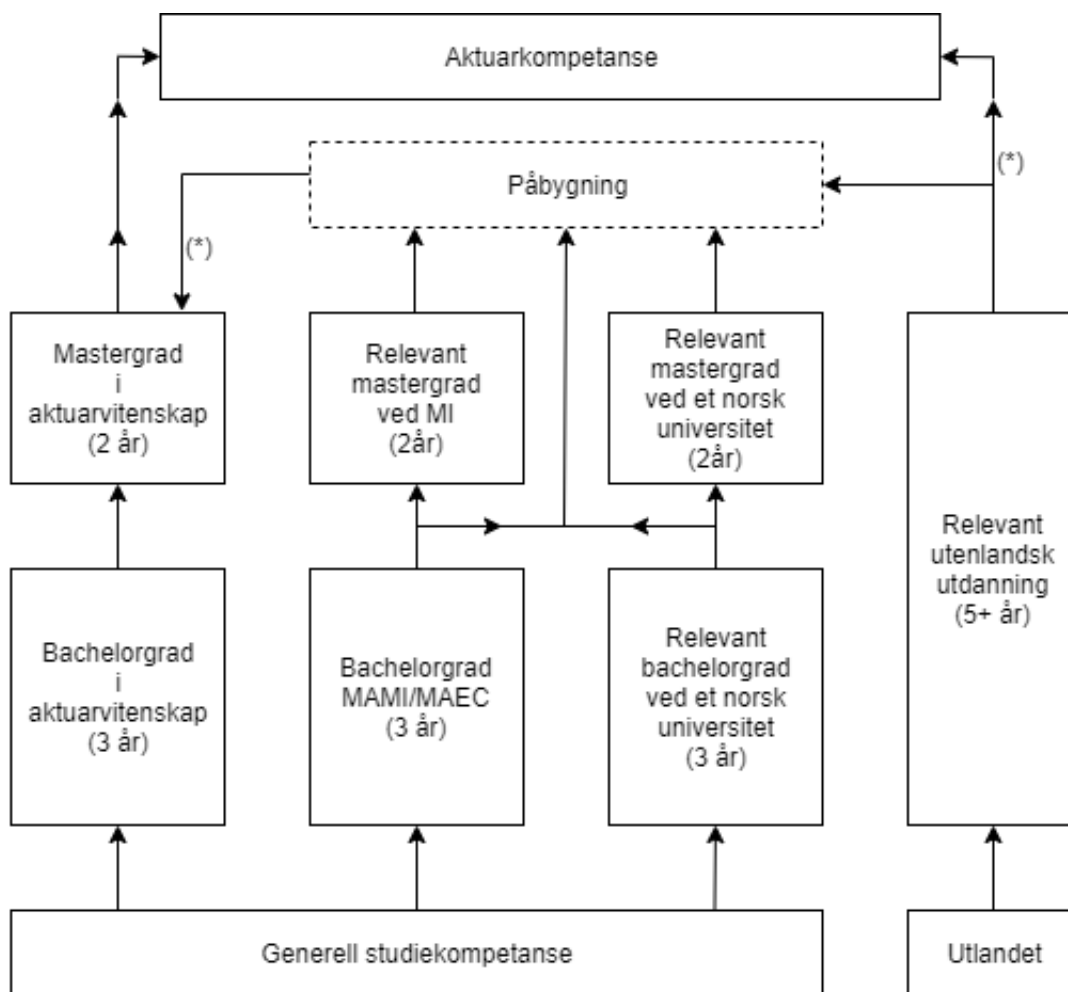 Aktuarkompetanse
Påbygning
(*)
(*)
Mastergrad
i
aktuarvitenskap
(2 år)
Relevant
mastergrad
ved MI
(2år)
Relevant
mastergrad
ved et norsk
universitet
(2år)
Relevant
utenlandsk
utdanning
(5+ år)
Bachelorgrad
i
aktuarvitenskap
(3 år)
Bachelorgrad
MAMI/MAEC
(3 år)
Relevant
bachelorgrad
ved et norsk
universitet
(3 år)
Generell studiekompetanse
Utlandet